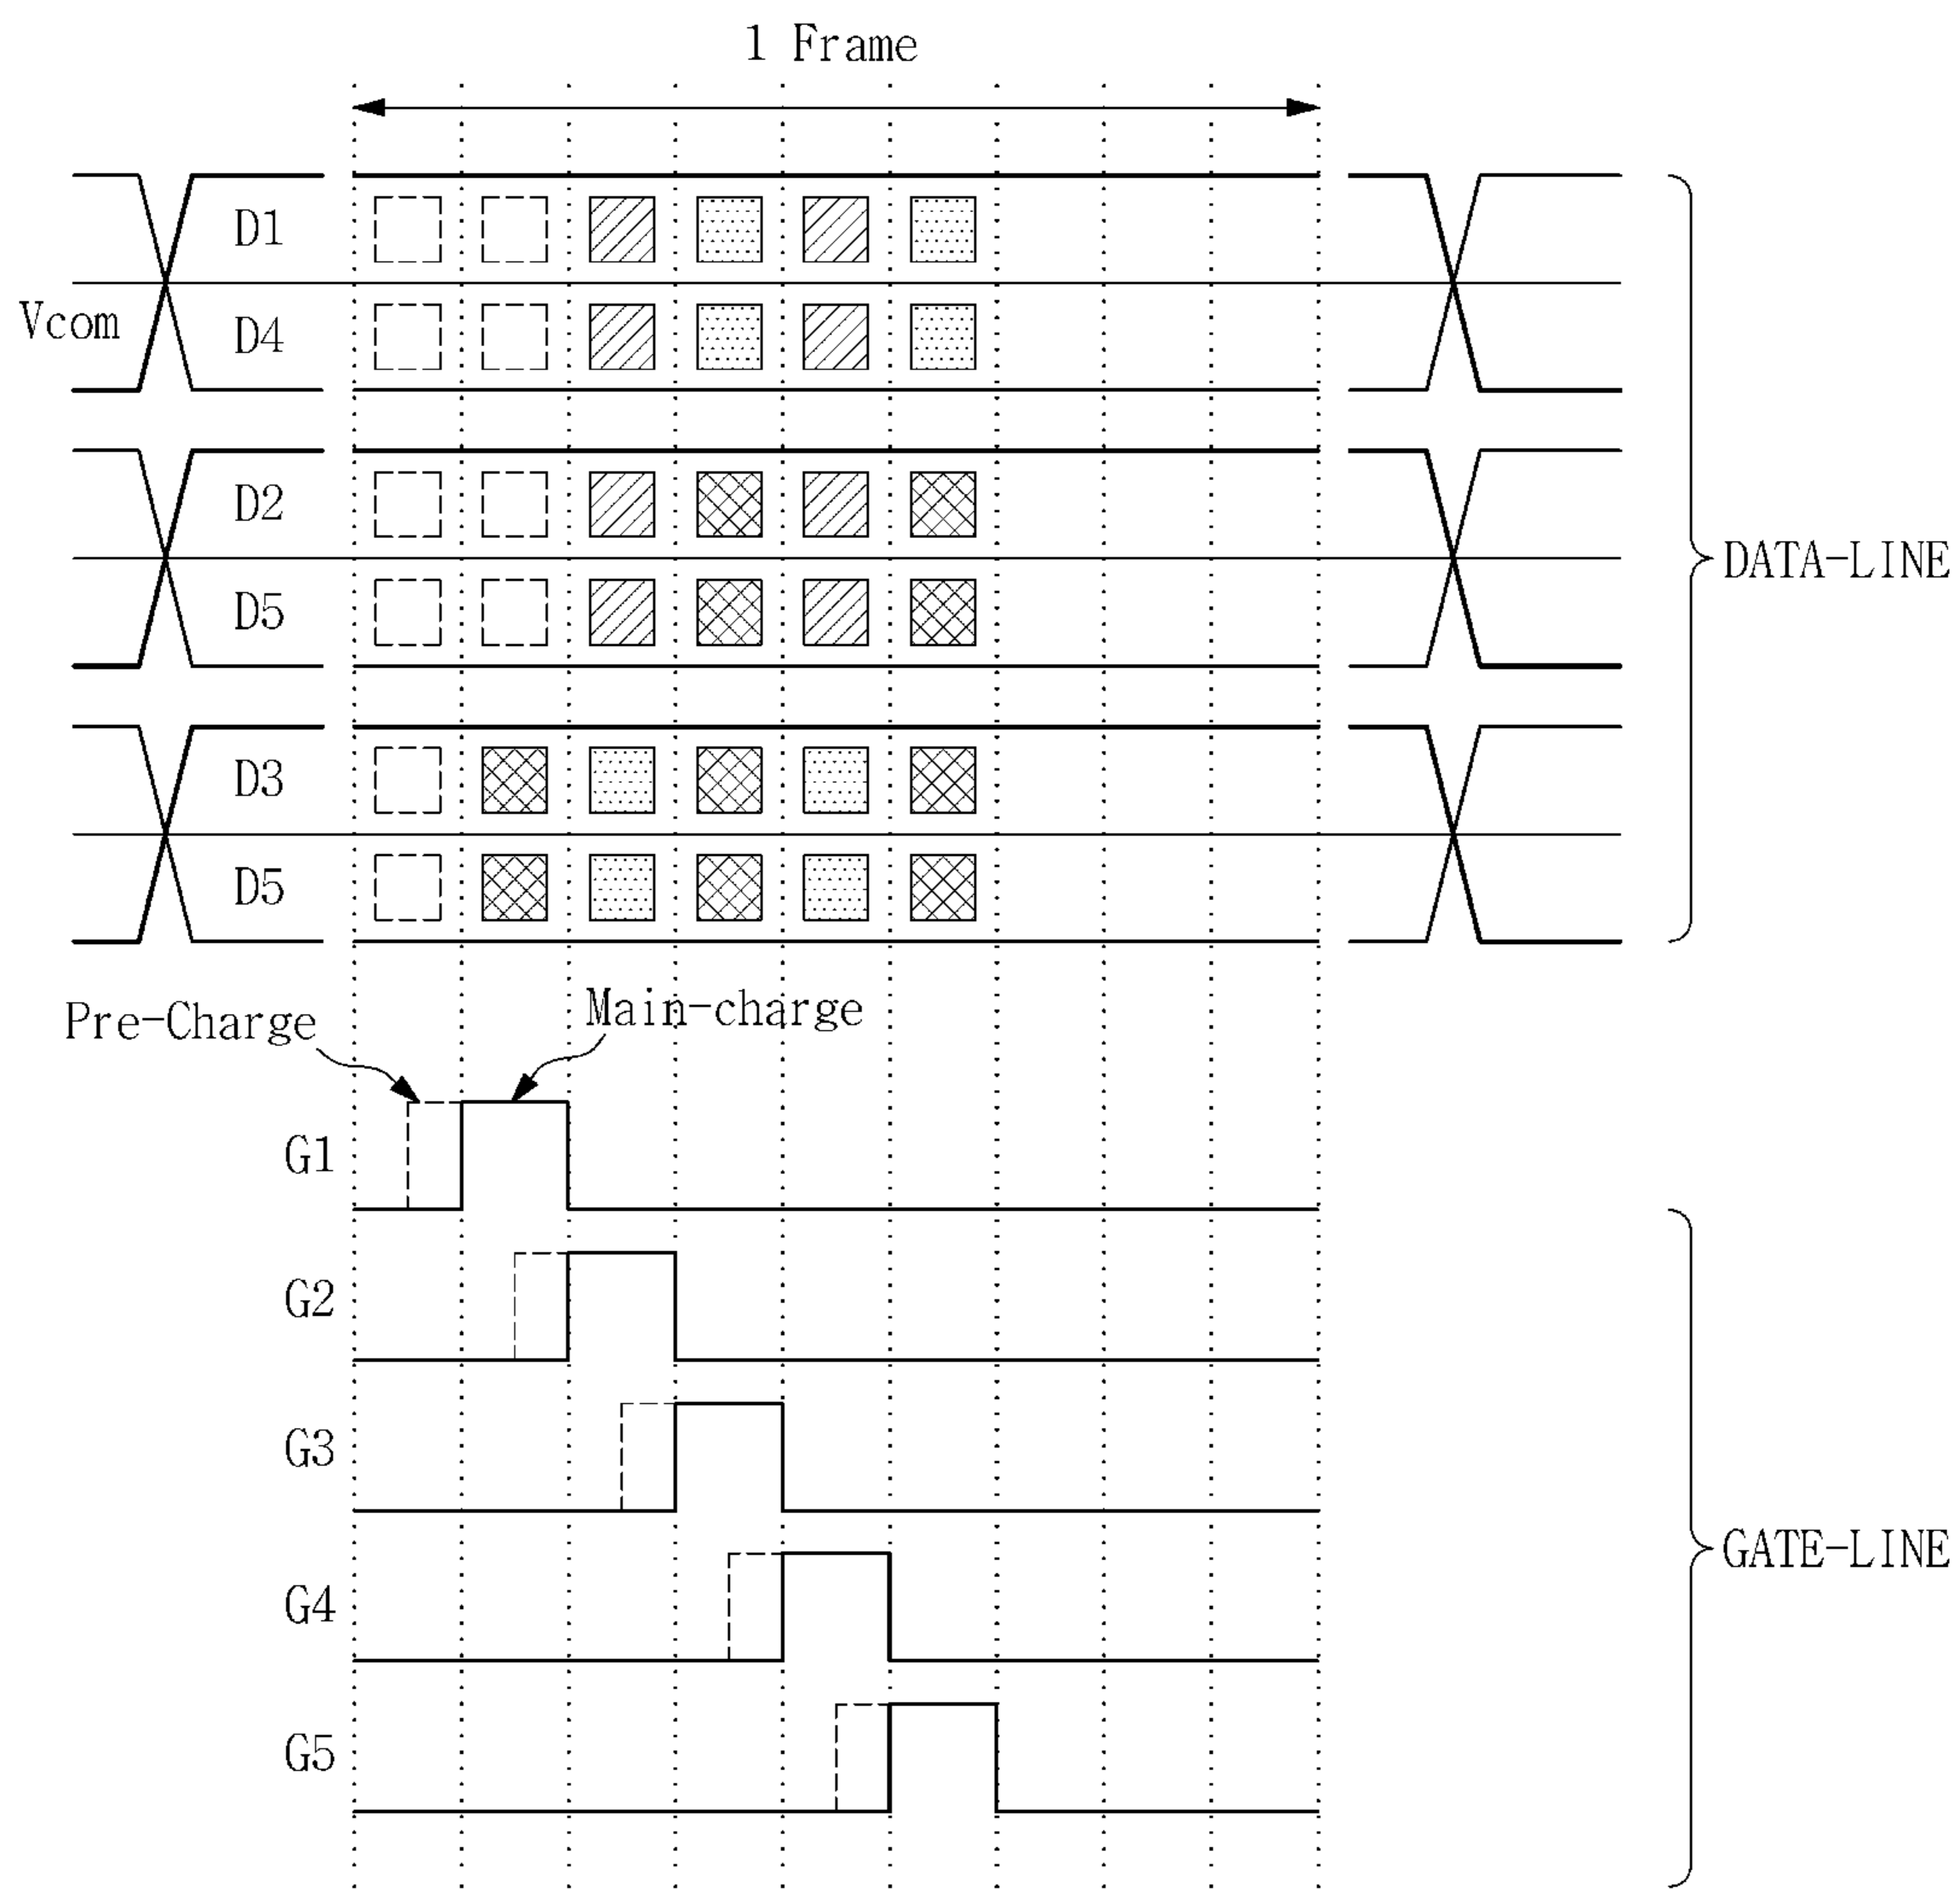 1 Frame
D1
Vcom
D4
D2
DATA-LINE
D5
D3
D5
Pre-Charge
Main-charge
G1
G2
G3
GATE-LINE
G4
G5